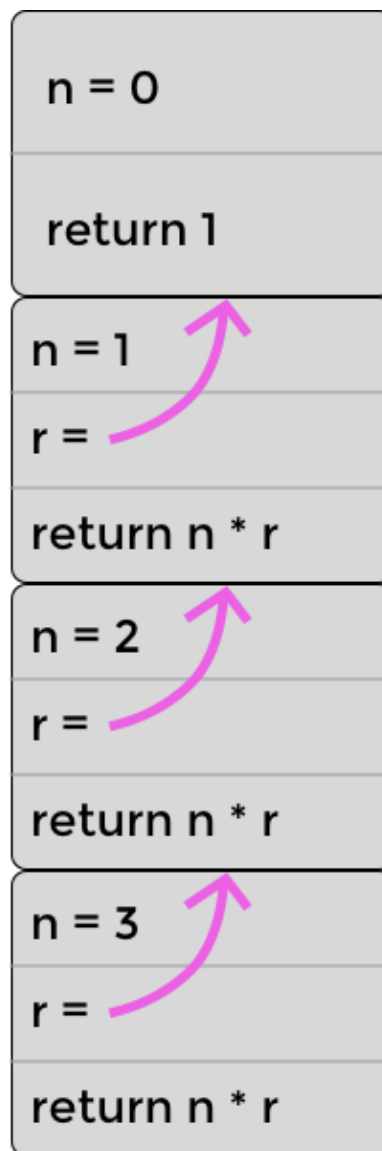 n = 0
return 1
n = 1
r =
return n * r
n = 2
r =
return n * r
n = 3
r =
return n * r